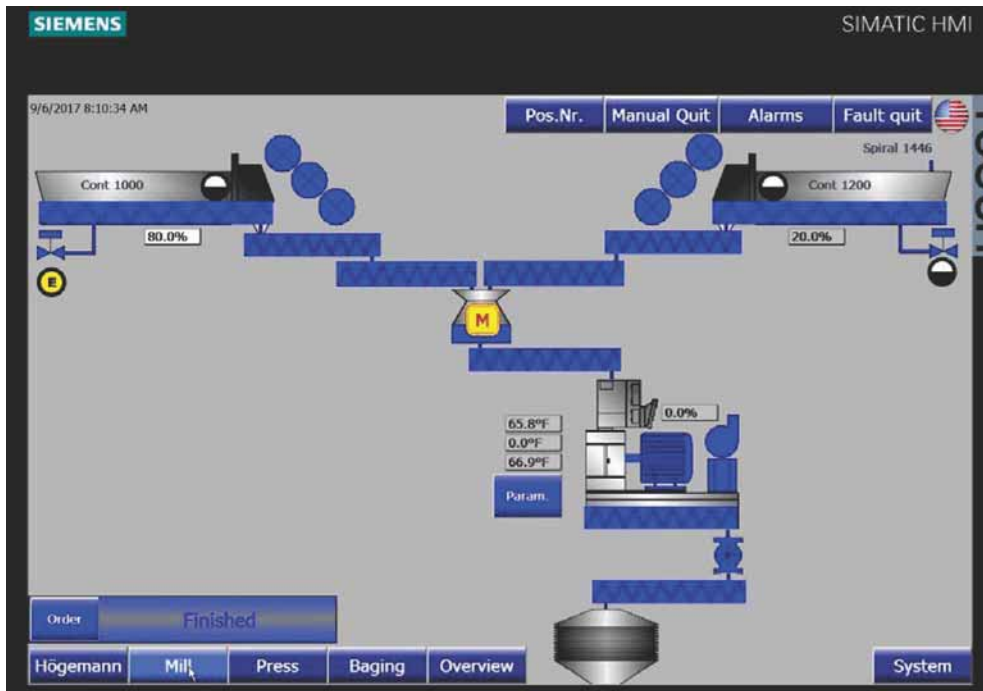 SIEMENS
SIMATIC HMI
9/6/2017 8:10:34 AM
Pos.Nr.
Manual Quit
Alarms
Fault quit
Spiral 1446
Cont 1000
Cont 1200
80.0%
20.0%
E
M
0.0%
65.8°F
0.0°F
66.9°F
Param.
Order
Finished
Högemann
Mill
Press
Baging
Overview
System